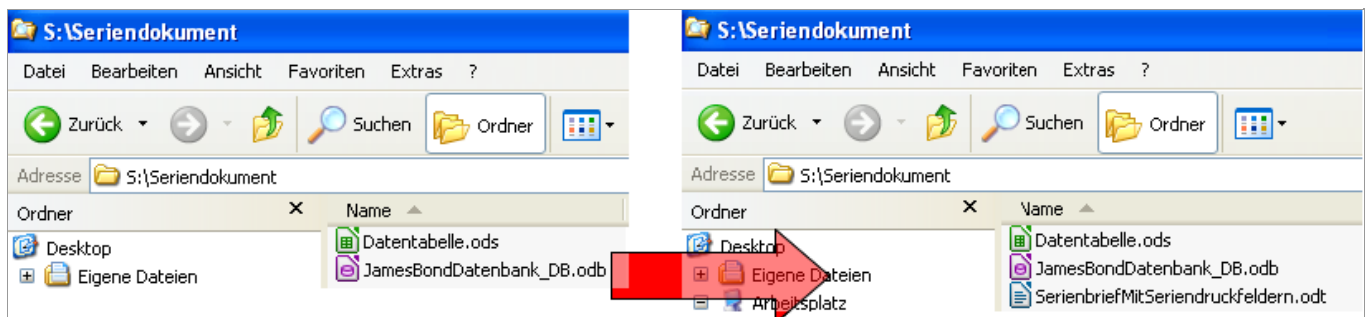 S:\Seriendokument
Datei Bearbeiten Ansicht Favoriten Extras ?
Zurück Suchen Ordner
Adresse S:\Seriendokument
Ordner X Name
Desktop
Eigene Dateien
Datentabelle.ods
JamesBondDatenbank_DB.odb
S:\Seriendokument
Datei Bearbeiten Ansicht Favoriten Extras ?
Zurück Suchen Ordner
Adresse S:\Seriendokument
Ordner X Name
Desktop
Eigene Dateien
Arbeitsplatz
Datentabelle.ods
JamesBondDatenbank_DB.odb
SerienbriefMitSeriendruckfeldern.odt